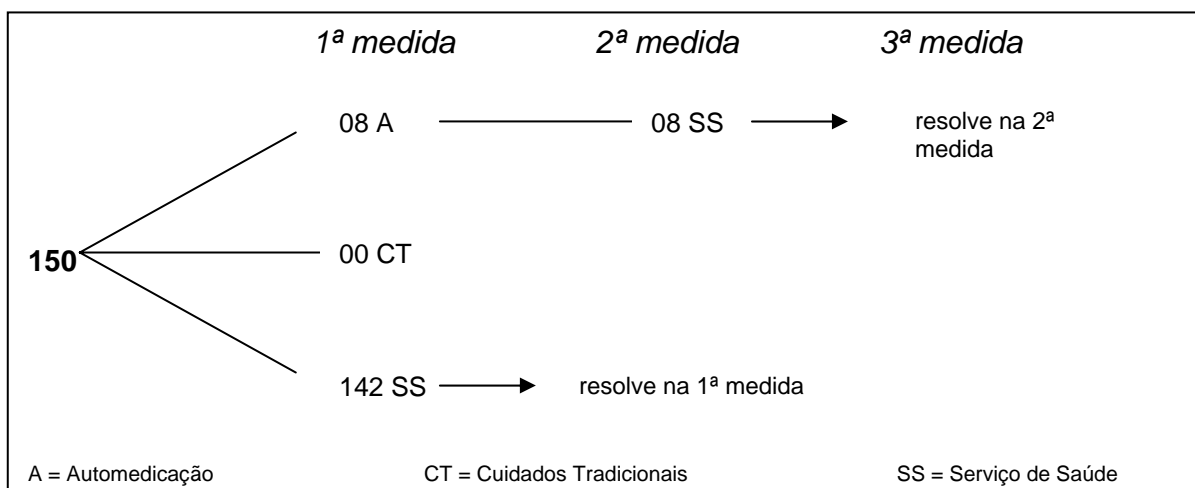 1ª medida 2ª medida 3ª medida
08 A 08 SS resolve na 2ª
medida
150 00 CT
142 SS resolve na 1ª medida
A = Automedicação CT = Cuidados Tradicionais SS = Serviço de Saúde